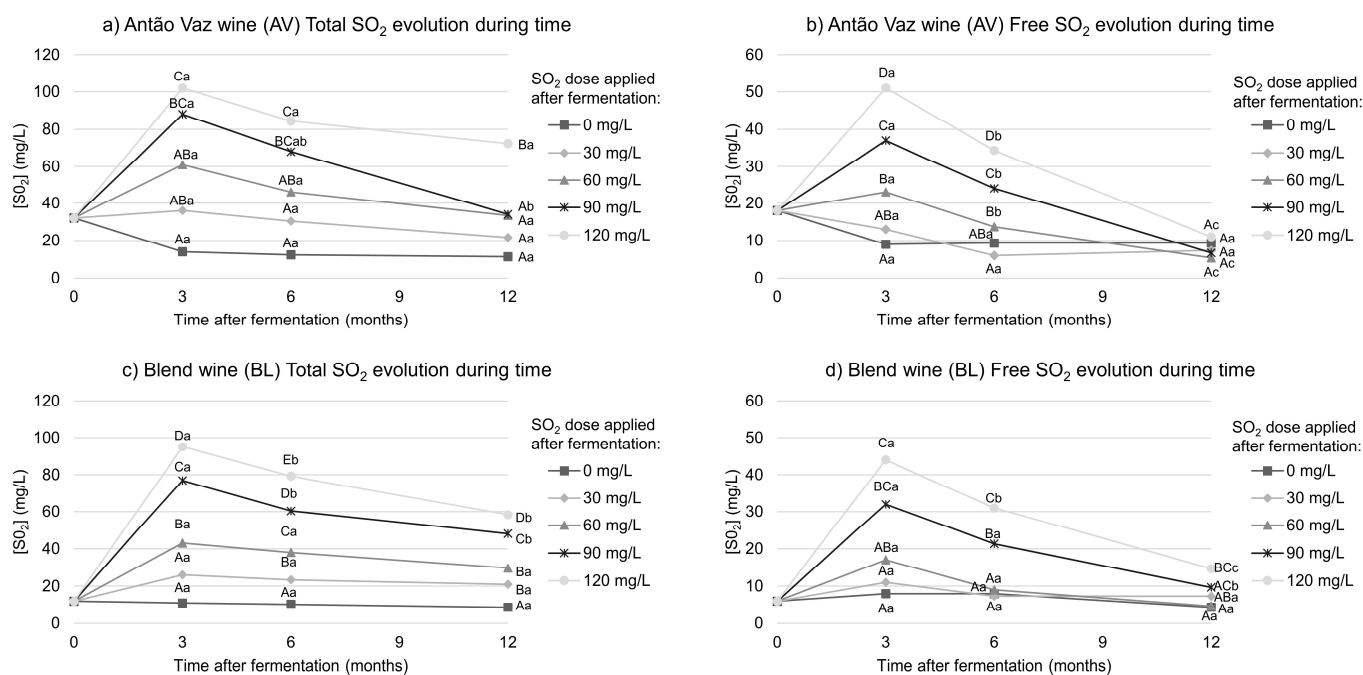 a) Antão Vaz wine (AV) Total SO₂ evolution during time
[S0₂] (mg/L)
120
100
80
60
40
20
0
0 3 6 9 12
Time after fermentation (months)
Ca
BCa
ABa
ABa
Aa
Ca
BCab
ABa
Aa
Aa
Ba
Ab
Aa
Aa
Aa
SO₂ dose applied
after fermentation:
0 mg/L
30 mg/L
60 mg/L
90 mg/L
120 mg/L
b) Antão Vaz wine (AV) Free SO₂ evolution during time
[S0₂] (mg/L)
60
50
40
30
20
10
0
0 3 6 9 12
Time after fermentation (months)
Da
Ca
Ba
ABa
Aa
Db
Cb
Bb
ABa
Aa
Ac
Aa
Aa
Ac
Ac
SO₂ dose applied
after fermentation:
0 mg/L
30 mg/L
60 mg/L
90 mg/L
120 mg/L
c) Blend wine (BL) Total SO₂ evolution during time
[S0₂] (mg/L)
120
100
80
60
40
20
0
0 3 6 9 12
Time after fermentation (months)
Da
Ca
Ba
Aa
Aa
Eb
Db
Ca
Ba
Aa
Db
Cb
Ba
Ba
Aa
SO₂ dose applied
after fermentation:
0 mg/L
30 mg/L
60 mg/L
90 mg/L
120 mg/L
d) Blend wine (BL) Free SO₂ evolution during time
[S0₂] (mg/L)
60
50
40
30
20
10
0
0 3 6 9 12
Time after fermentation (months)
Ca
BCa
ABa
Aa
Aa
Cb
Ba
Aa
Aa
Aa
BCc
ACb
ABa
Aa
Aa
SO₂ dose applied
after fermentation:
0 mg/L
30 mg/L
60 mg/L
90 mg/L
120 mg/L